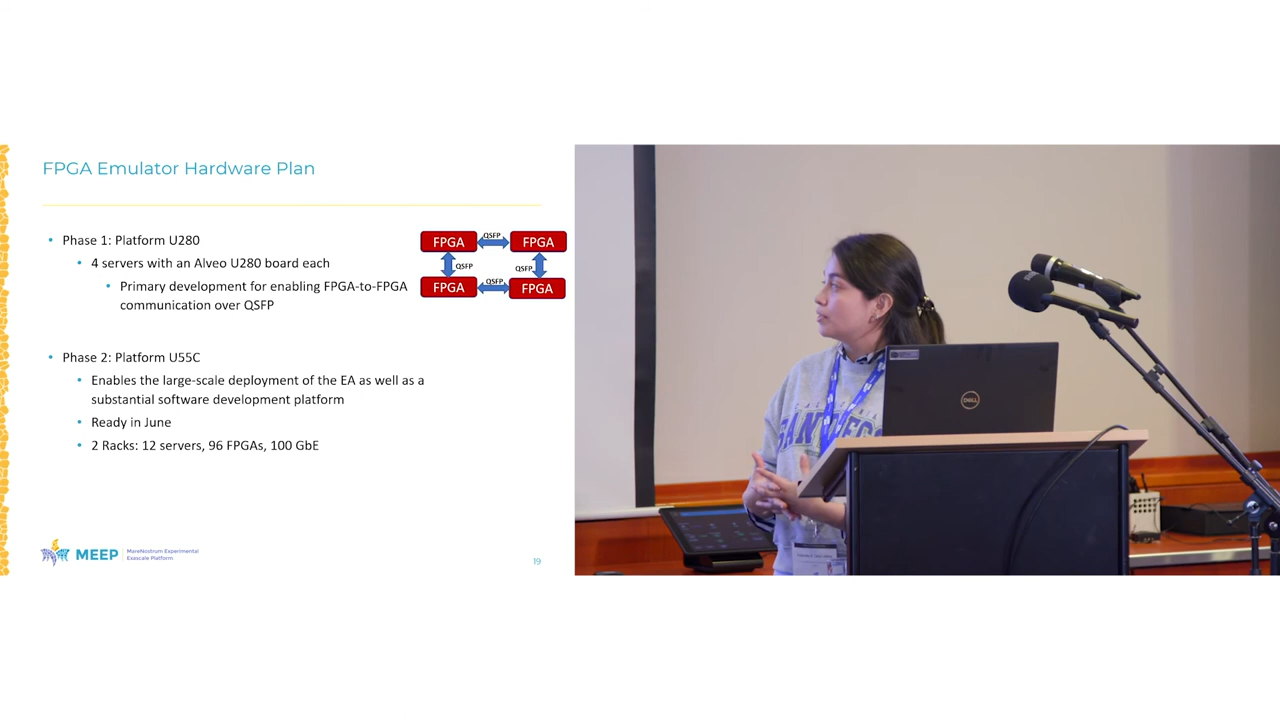 FPGA Emulator Hardware Plan
• Phase 1: Platform U280
• 4 servers with an Alveo U280 board each
• Primary development for enabling FPGA-to-FPGA
communication over QSFP
FPGA QSFP FPGA
QSFP QSFP
FPGA QSFP FPGA
• Phase 2: Platform U55C
• Enables the large-scale deployment of the EA as well as a
substantial software development platform
• Ready in June
• 2 Racks: 12 servers, 96 FPGAs, 100 GbE
MEEP
MareNostrum Experimental
Exascale Platform
19
DELL